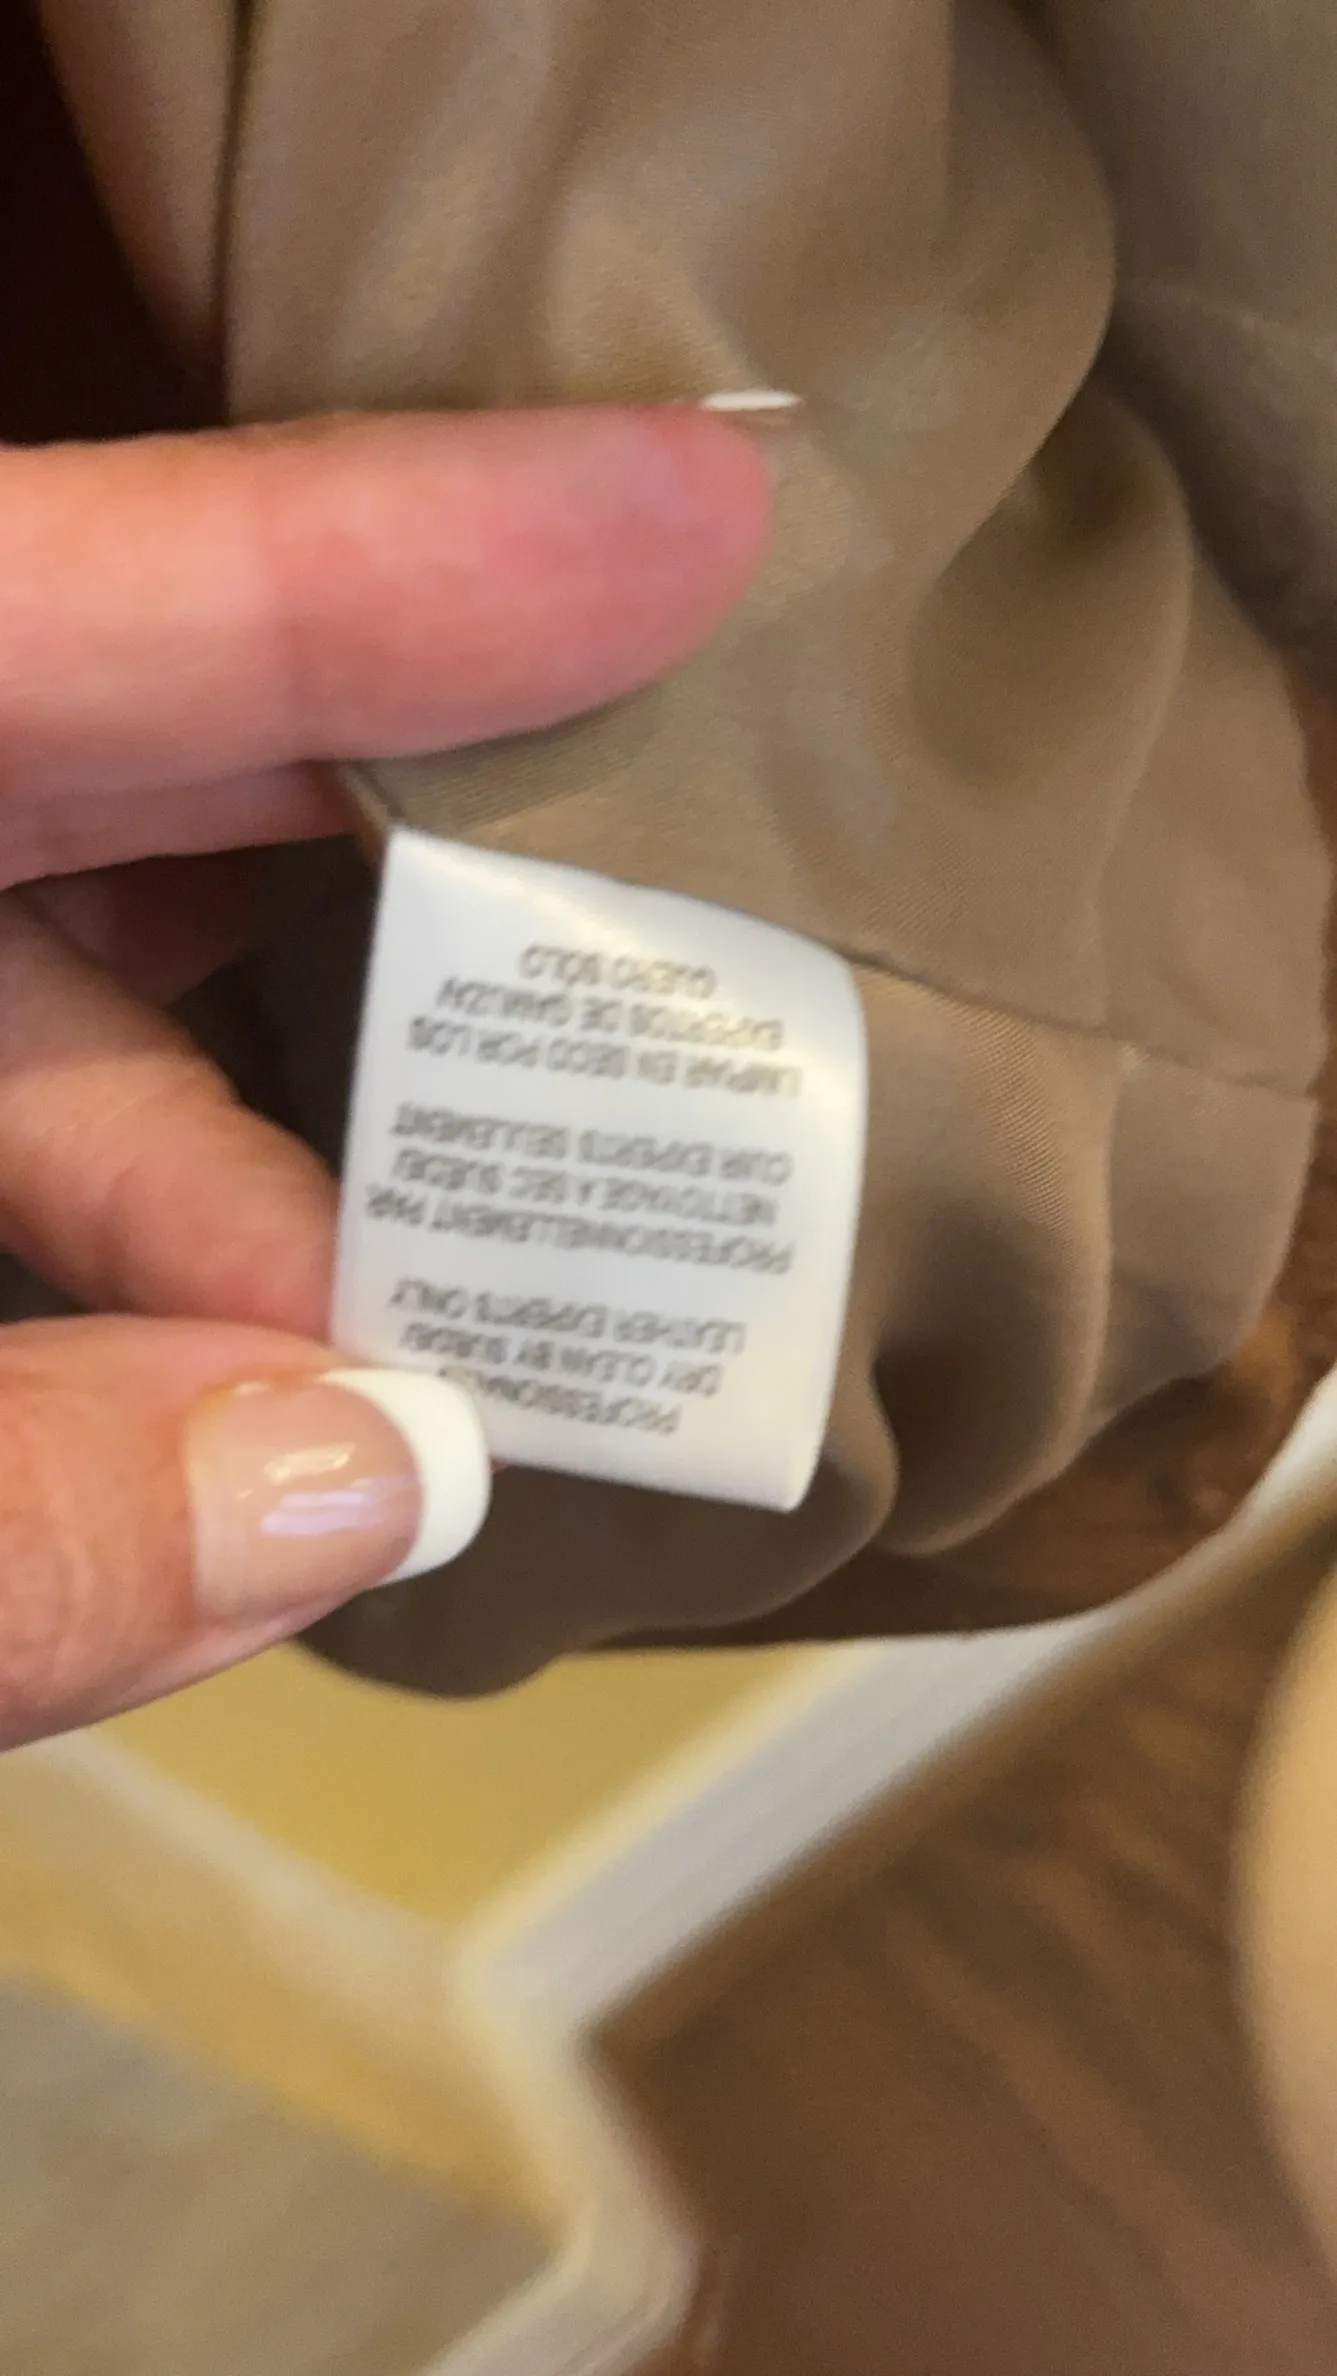 PROFESSIONALLY
DRY CLEAN BY SUEDE/
LEATHER EXPERTS ONLY
PROFESSIONNELLEMENT PAR
NETTOYAGE A SEC SUEDE/
CUIR EXPERTS SEULEMENT
LIMPIAR EN SECO POR LOS
EXPERTOS DE GAMUZA/
CUERO SÓLO